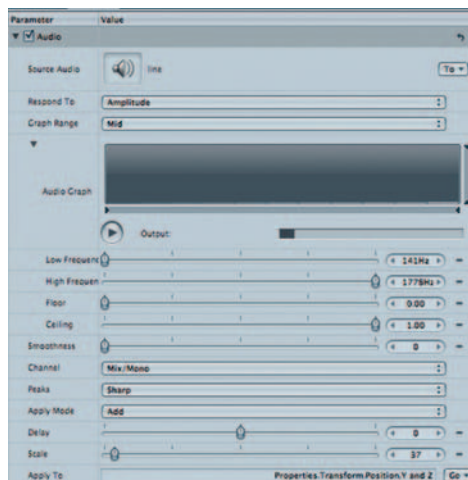 Parameter Value
Audio
Source Audio line To
Respond To Amplitude
Graph Range Mid
Audio Graph
Output:
Low Frequenc 141Hz
High Frequen 1775Hz
Floor 0.00
Ceiling 1.00
Smoothness 0
Channel Mix/Mono
Peaks Sharp
Apply Mode Add
Delay 0
Scale 37
Apply To Properties.Transform.Position.Y and Z Go